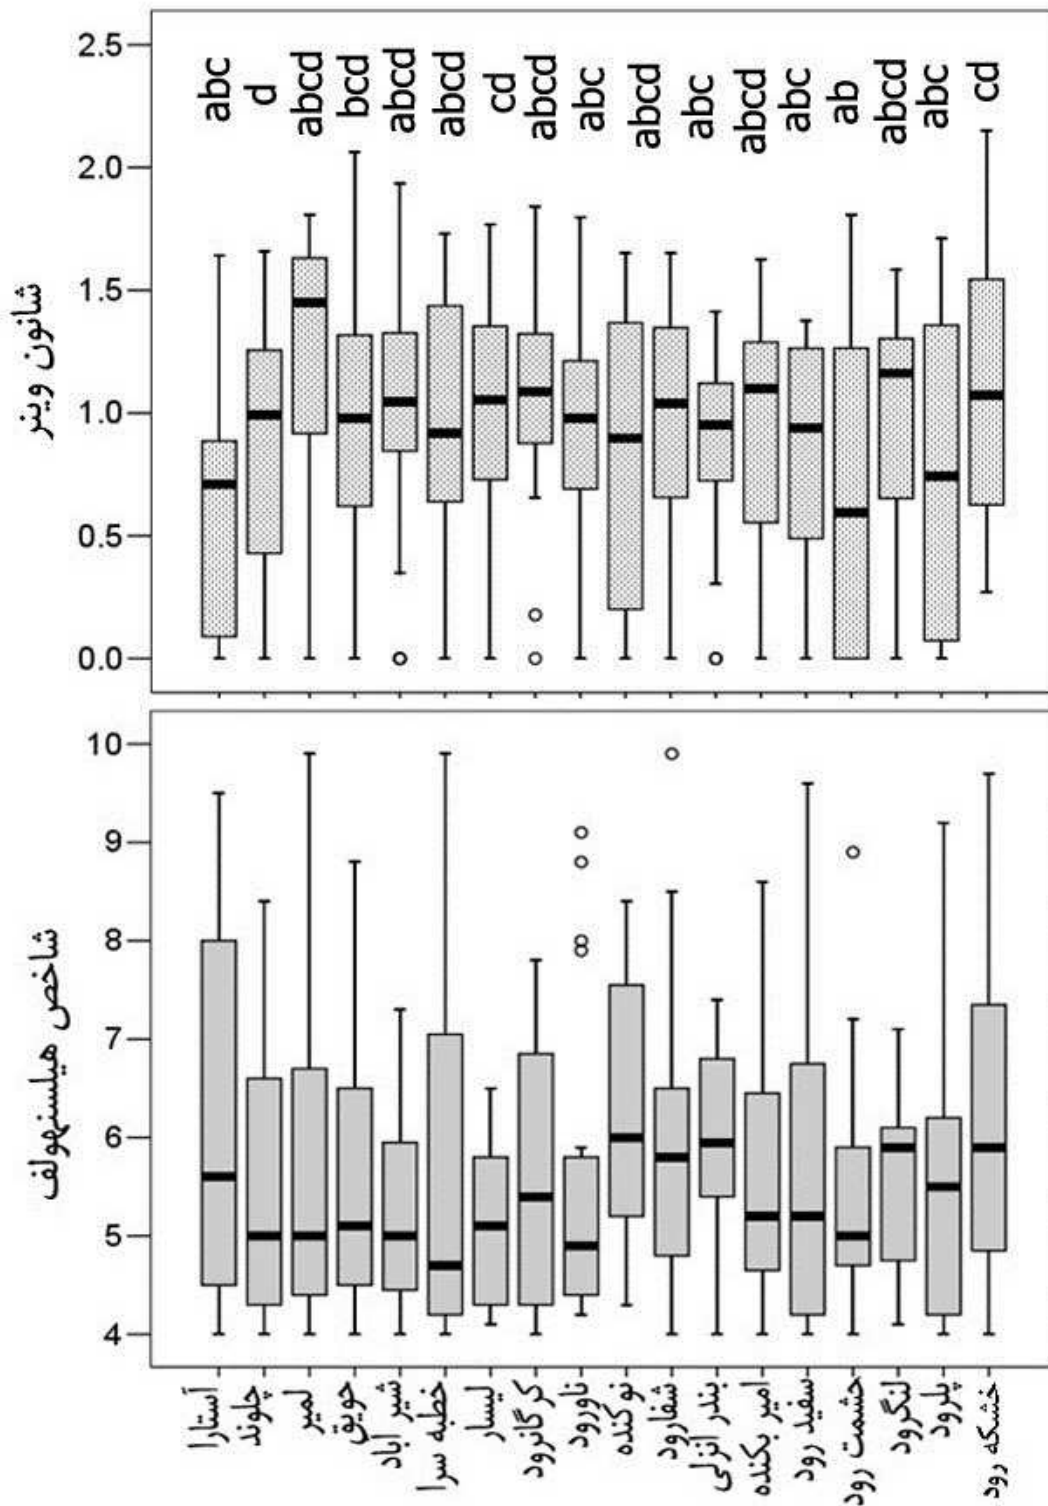 شانون وینر
2.5
2.0
1.5
1.0
0.5
0.0
abc
d
abcd
bcd
abcd
abcd
cd
abcd
abc
abcd
abc
abcd
abc
ab
abcd
abc
cd
شاخص هیلسنهولف
10
9
8
7
6
5
4
آستارا
چلوند
لمیر
حویق
شیر اباد
خطبه سرا
لیسار
کرگانرود
ناورود
نوکنده
شفارود
بندر انزلی
امیر بکنده
سفید رود
حشمت رود
لنگرود
پلرود
خشکه رود